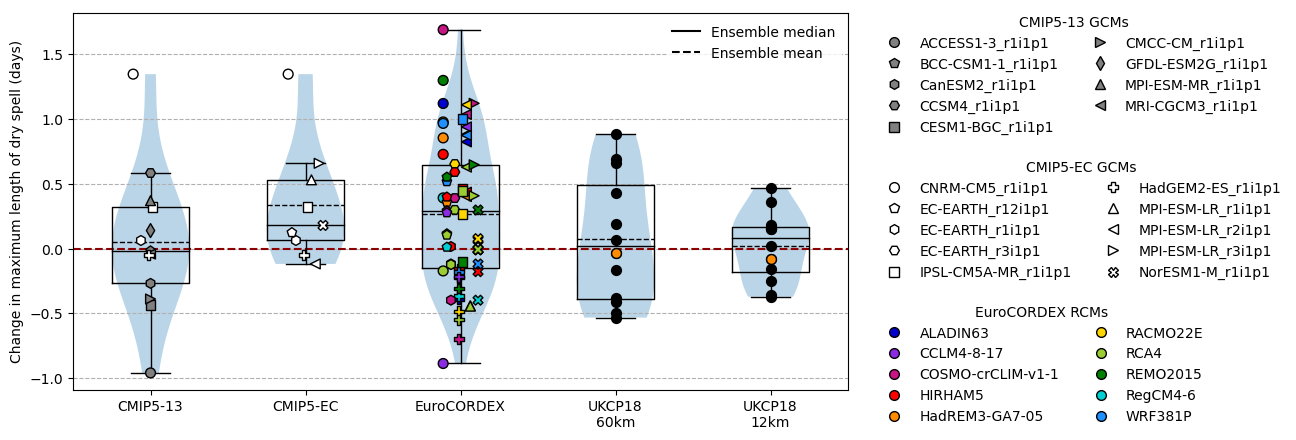 Change in maximum length of dry spell (days)
1.5
1.0
0.5
0.0
−0.5
−1.0
Ensemble median
Ensemble mean
CMIP5-13
CMIP5-EC
EuroCORDEX
UKCP18
60km
UKCP18
12km
CMIP5-13 GCMs
ACCESS1-3_r1i1p1
BCC-CSM1-1_r1i1p1
CanESM2_r1i1p1
CCSM4_r1i1p1
CESM1-BGC_r1i1p1
CMCC-CM_r1i1p1
GFDL-ESM2G_r1i1p1
MPI-ESM-MR_r1i1p1
MRI-CGCM3_r1i1p1
CMIP5-EC GCMs
CNRM-CM5_r1i1p1
EC-EARTH_r12i1p1
EC-EARTH_r1i1p1
EC-EARTH_r3i1p1
IPSL-CM5A-MR_r1i1p1
HadGEM2-ES_r1i1p1
MPI-ESM-LR_r1i1p1
MPI-ESM-LR_r2i1p1
MPI-ESM-LR_r3i1p1
NorESM1-M_r1i1p1
EuroCORDEX RCMs
ALADIN63
CCLM4-8-17
COSMO-crCLIM-v1-1
HIRHAM5
HadREM3-GA7-05
RACMO22E
RCA4
REMO2015
RegCM4-6
WRF381P